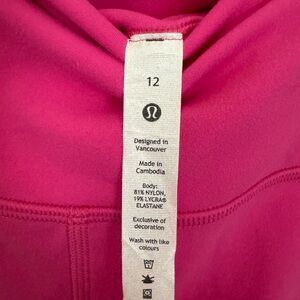 12
Designed in
Vancouver
Made in
Cambodia
Body:
81% NYLON,
19% LYCRA®
ELASTANE
Exclusive of
decoration
Wash with like
colours